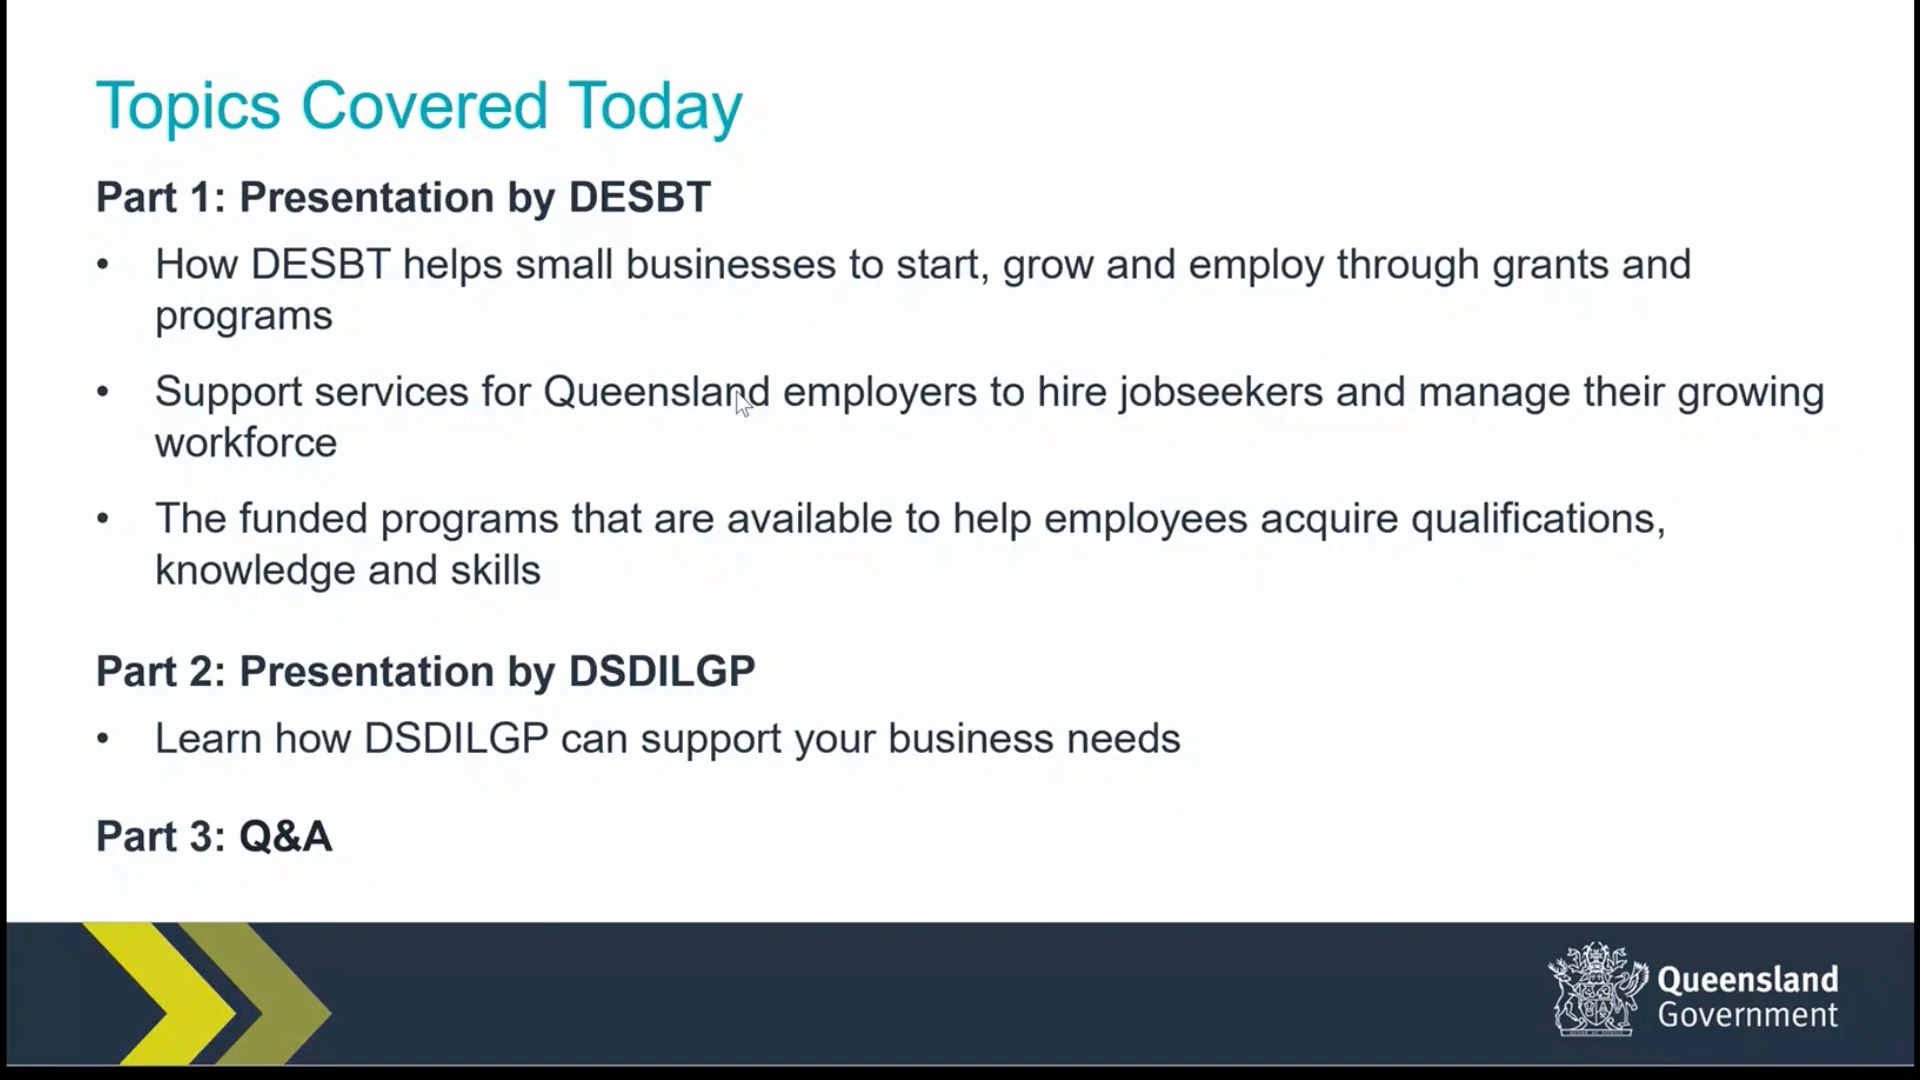 Topics Covered Today
Part 1: Presentation by DESBT
• How DESBT helps small businesses to start, grow and employ through grants and
programs
• Support services for Queensland employers to hire jobseekers and manage their growing
workforce
• The funded programs that are available to help employees acquire qualifications,
knowledge and skills
Part 2: Presentation by DSDILGP
• Learn how DSDILGP can support your business needs
Part 3: Q&A
Queensland
Government